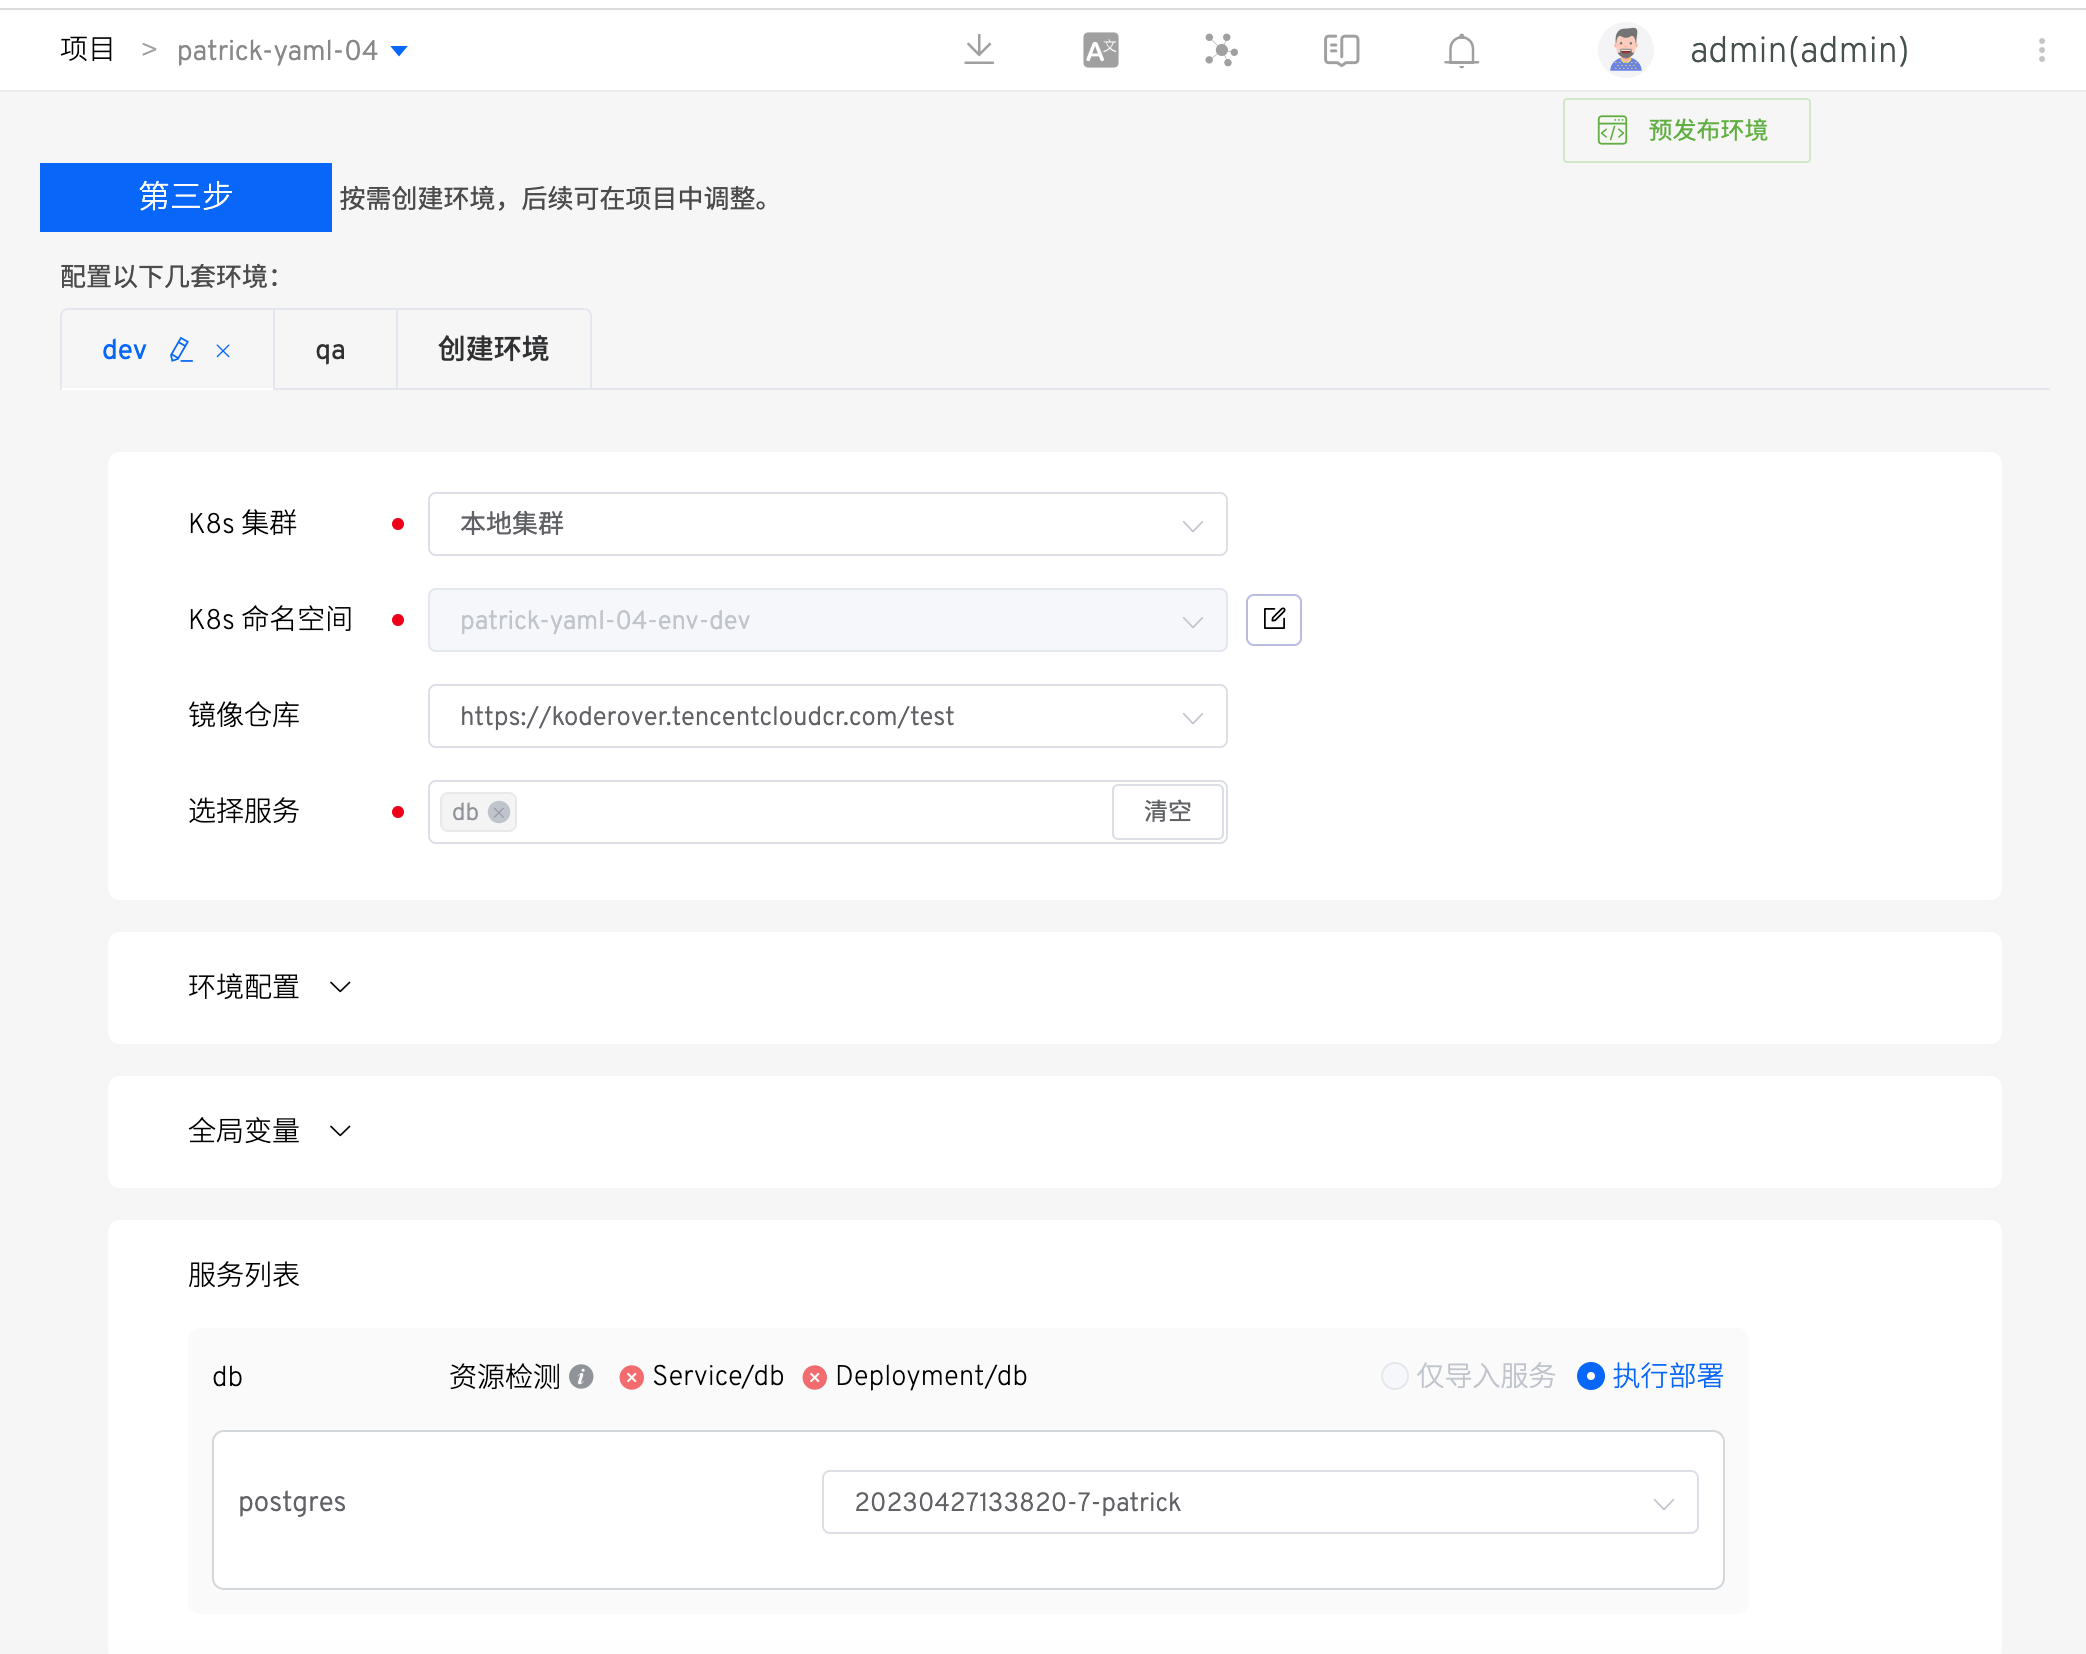 项目 > patrick-yaml-04
admin(admin)
预发布环境
第三步 按需创建环境，后续可在项目中调整。
配置以下几套环境：
dev qa 创建环境
K8s 集群 本地集群
K8s 命名空间 patrick-yaml-04-env-dev
镜像仓库 https://koderover.tencentcloudcr.com/test
选择服务 db 清空
环境配置
全局变量
服务列表
db 资源检测 Service/db Deployment/db 仅导入服务 执行部署
postgres 20230427133820-7-patrick